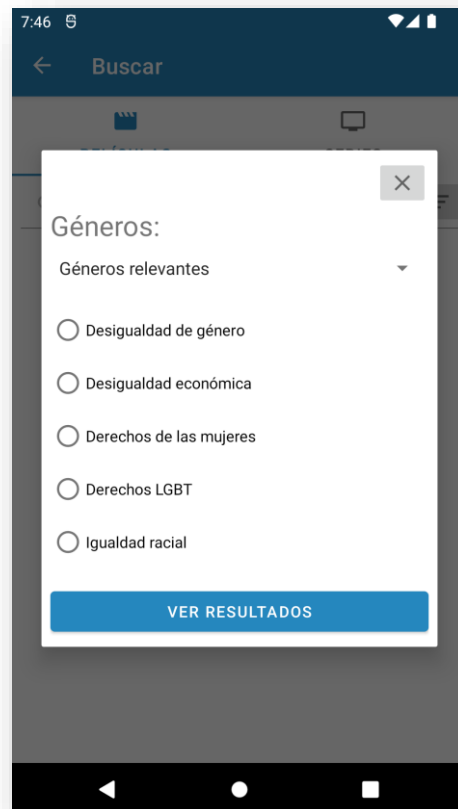 7:46
Buscar
Géneros:
Géneros relevantes
Desigualdad de género
Desigualdad económica
Derechos de las mujeres
Derechos LGBT
Igualdad racial
VER RESULTADOS